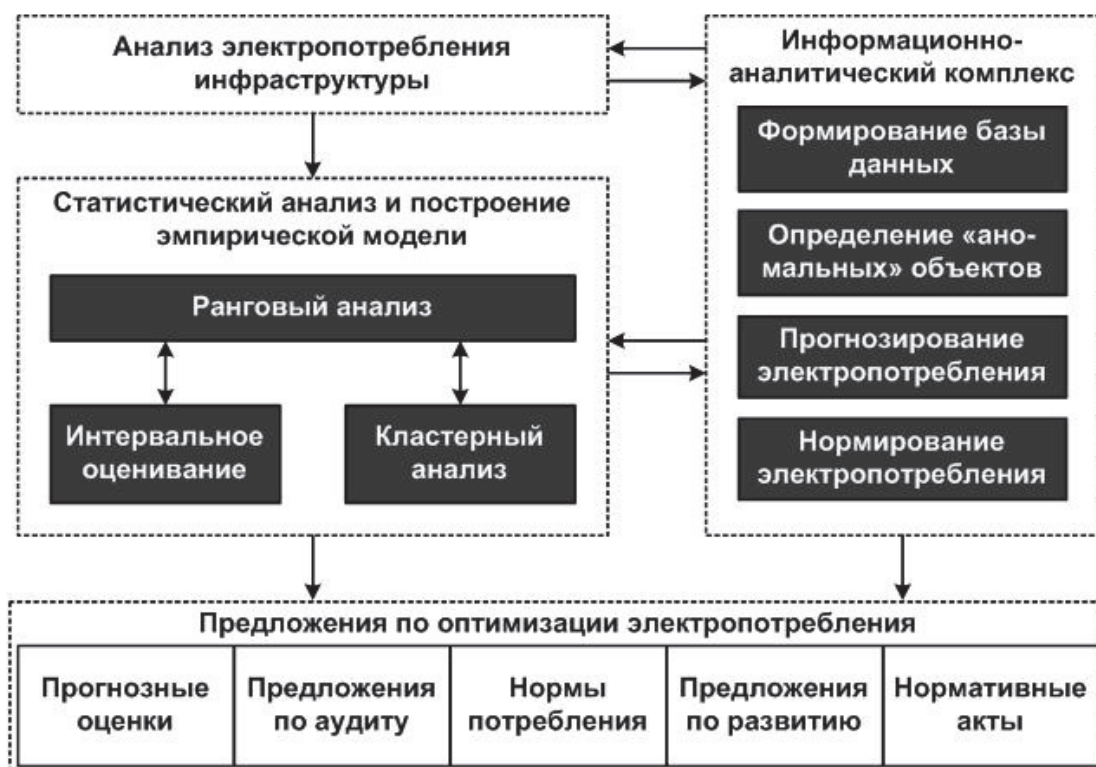 Анализ электропотребления
инфраструктуры
Статистический анализ и построение
эмпирической модели
Ранговый анализ
Интервальное
оценивание
Кластерный
анализ
Информационно-
аналитический комплекс
Формирование базы
данных
Определение «ано-
мальных» объектов
Прогнозирование
электропотребления
Нормирование
электропотребления
Предложения по оптимизации электропотребления
Прогнозные
оценки
Предложения
по аудиту
Нормы
потребления
Предложения
по развитию
Нормативные
акты